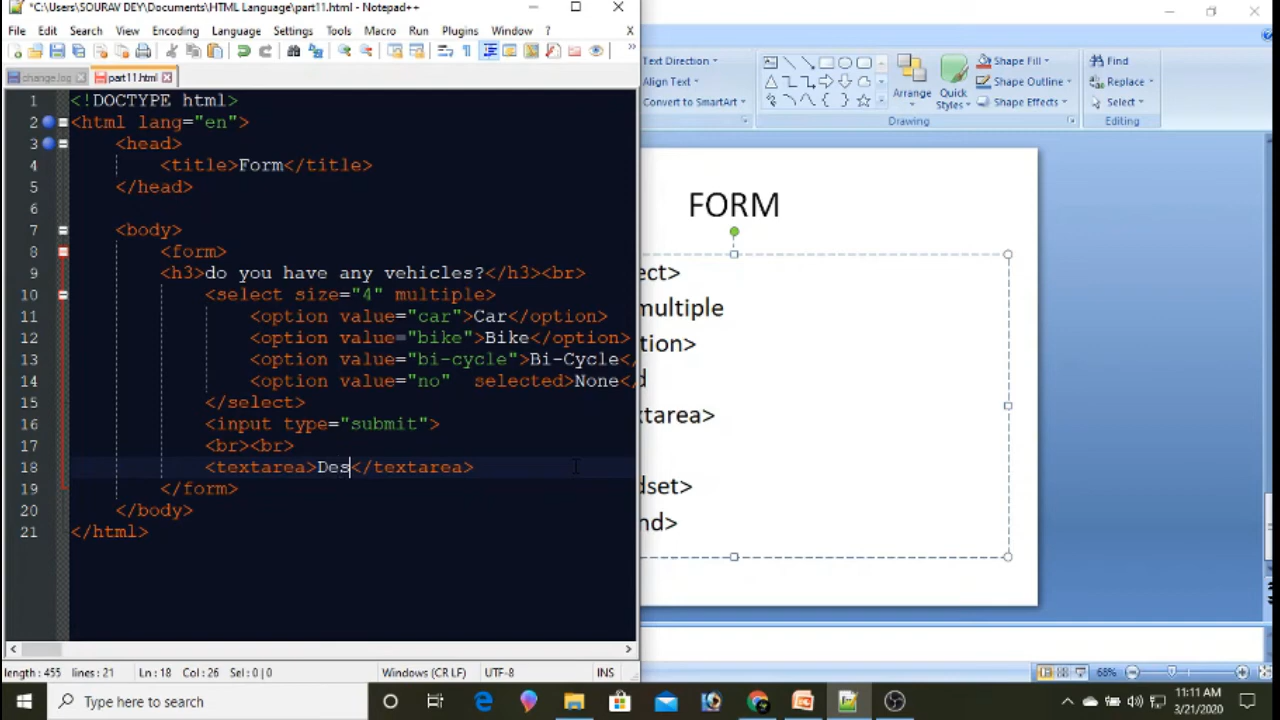 *C:\Users\SOURAV DEY\Documents\HTML Language\part11.html - Notepad++
File Edit Search View Encoding Language Settings Tools Macro Run Plugins Window ? X
change.log part11.html
1 <!DOCTYPE html>
2 <html lang="en">
3 <head>
4 <title>Form</title>
5 </head>
6
7 <body>
8 <form>
9 <h3>do you have any vehicles?</h3><br>
10 <select size="4" multiple>
11 <option value="car">Car</option>
12 <option value="bike">Bike</option>
13 <option value="bi-cycle">Bi-Cycle</
14 <option value="no" selected>None</
15 </select>
16 <input type="submit">
17 <br><br>
18 <textarea>Des</textarea>
19 </form>
20 </body>
21 </html>
length: 455 lines: 21 Ln: 18 Col: 26 Sel: 0 | 0 Windows (CR LF) UTF-8 INS
Text Direction
Align Text
Convert to SmartArt
Arrange
Quick
Styles
Shape Fill
Shape Outline
Shape Effects
Drawing
Find
Replace
Select
Editing
FORM
ect>
multiple
tion>
d
xtarea>
dset>
nd>
68%
Type here to search
11:11 AM
3/21/2020